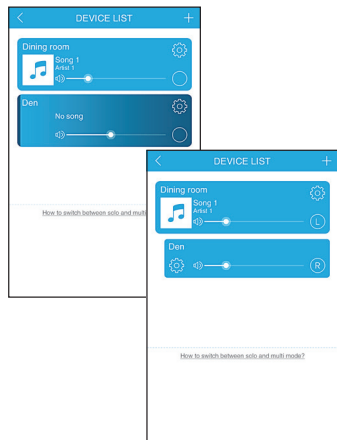 DEVICE LIST
Dining room
Song 1
Artist 1
Den
No song
How to switch between solo and multi
DEVICE LIST
Dining room
Song 1
Artist 1
L
Den
R
How to switch between solo and multi mode?